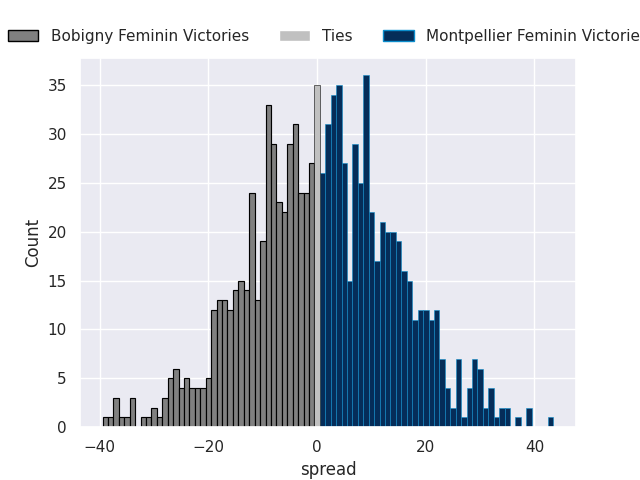 Bobigny Feminin Victories Ties Montpellier Feminin Victorie
35
30
25
20
15
10
5
0
Count
−40 −20 0 20 40
spread